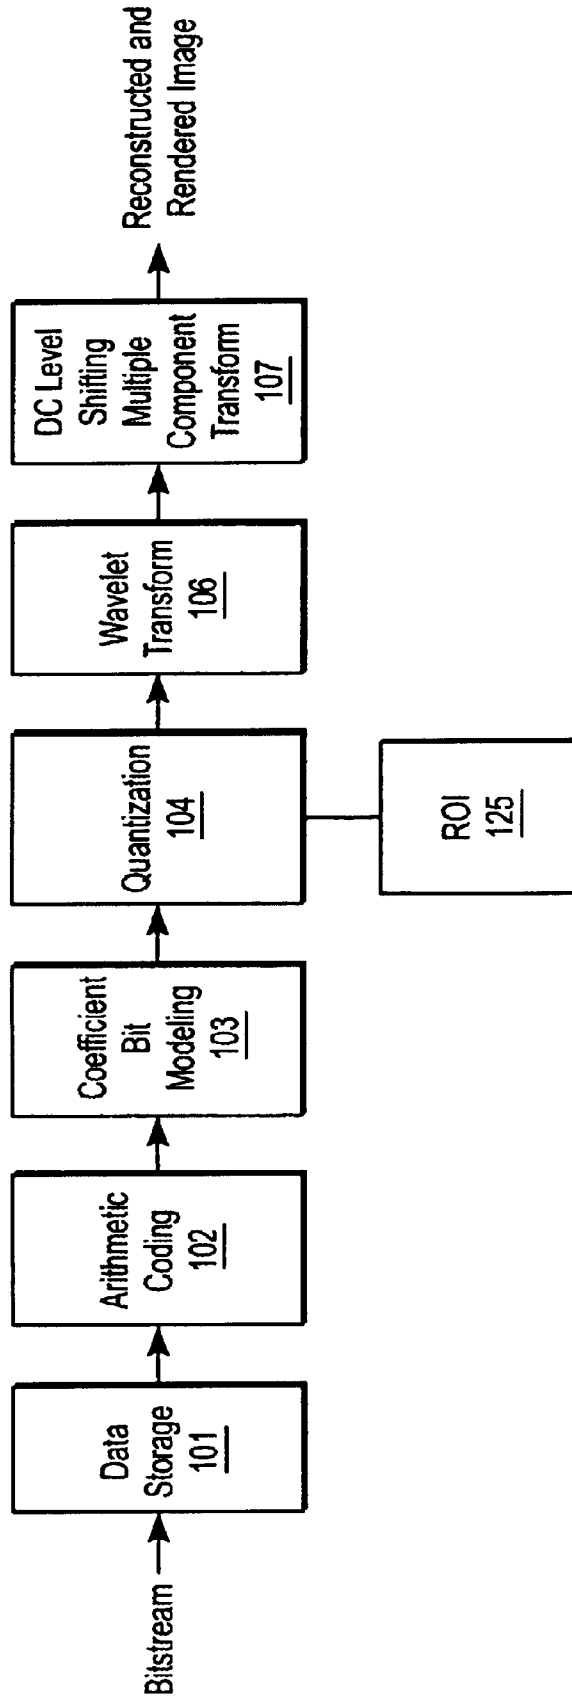 Bitstream
Data
Storage
101
Arithmetic
Coding
102
Coefficient
Bit
Modeling
103
Quantization
104
ROI
125
Wavelet
Transform
106
DC Level
Shifting
Multiple
Component
Transform
107
Reconstructed and
Rendered Image